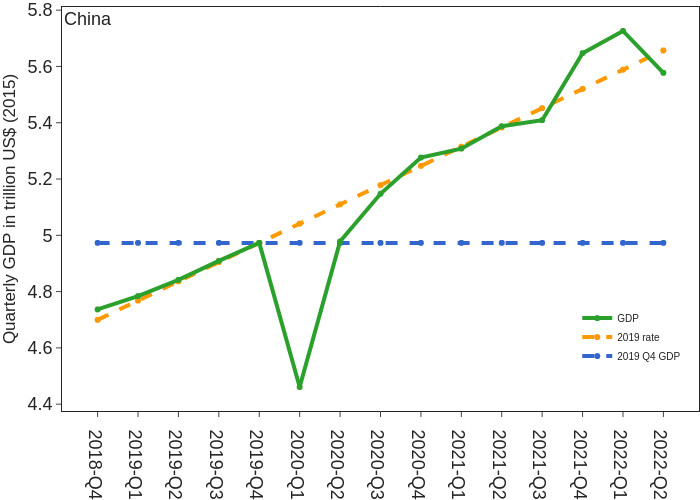 China
Quarterly GDP in trillion US$ (2015)
5.8
5.6
5.4
5.2
5
4.8
4.6
4.4
GDP
2019 rate
2019 Q4 GDP
2018-Q4
2019-Q1
2019-Q2
2019-Q3
2019-Q4
2020-Q1
2020-Q2
2020-Q3
2020-Q4
2021-Q1
2021-Q2
2021-Q3
2021-Q4
2022-Q1
2022-Q2